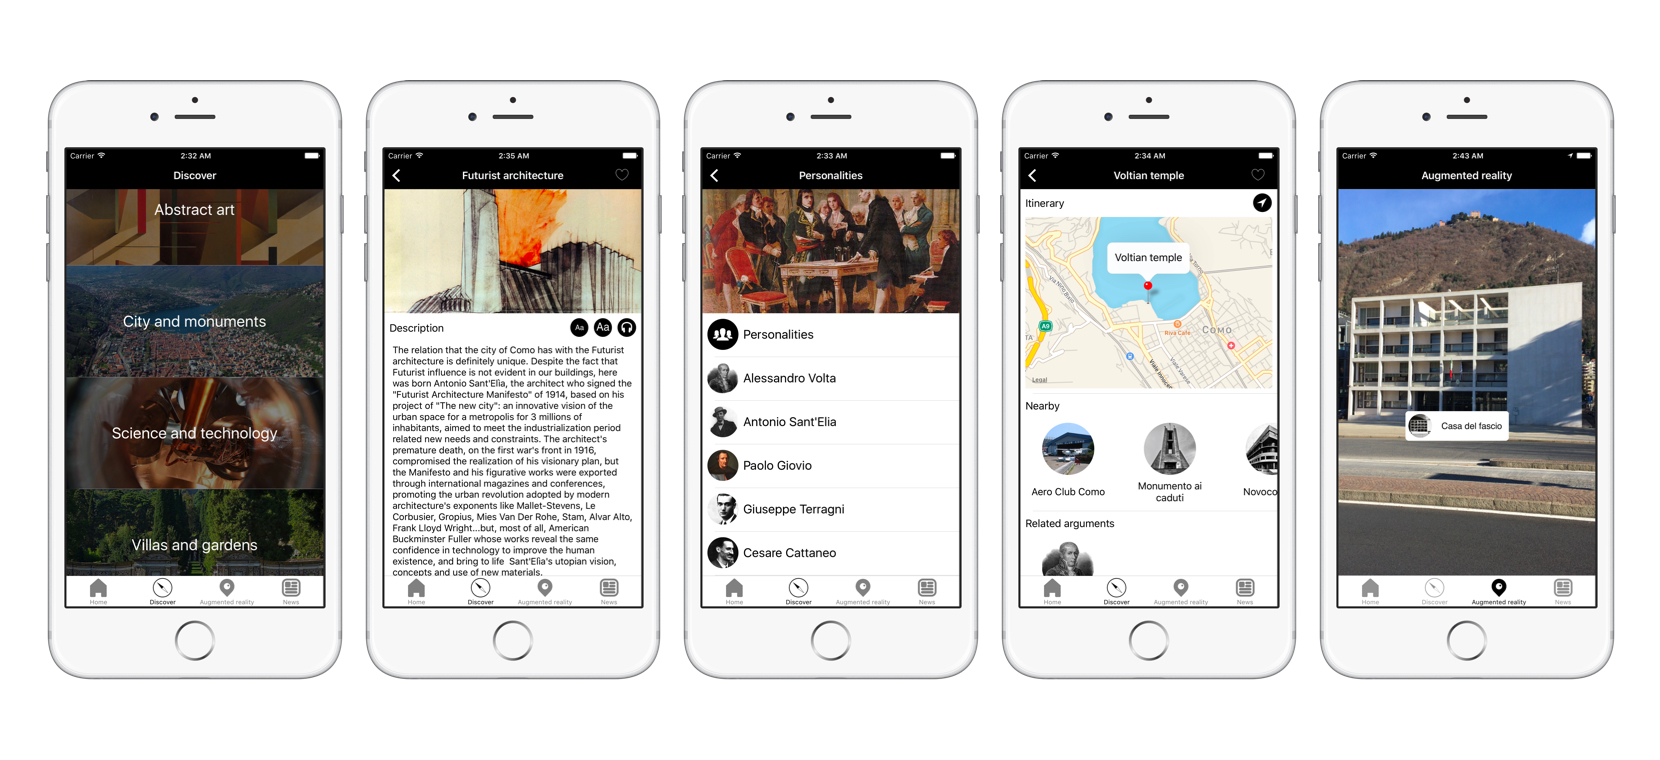 Carrier 2:32 AM
Discover
Abstract art
City and monuments
Science and technology
Villas and gardens
Home Discover Augmented reality News
Carrier 2:35 AM
Futurist architecture
Description Aa Aa
The relation that the city of Como has with the Futurist
architecture is definitely unique. Despite the fact that
Futurist influence is not evident in our buildings, here
was born Antonio Sant'Elia, the architect who signed the
"Futurist Architecture Manifesto" of 1914, based on his
project of "The new city": an innovative vision of the
urban space for a metropolis for 3 millions of
inhabitants, aimed to meet the industrialization period
related new needs and constraints. The architect's
premature death, on the first war's front in 1916,
compromised the realization of his visionary plan, but
the Manifesto and his figurative works were exported
through international magazines and conferences,
promoting the urban revolution adopted by modern
architecture's exponents like Mallet-Stevens, Le
Corbusier, Gropius, Mies Van Der Rohe, Stam, Alvar Alto,
Frank Lloyd Wright...but, most of all, American
Buckminster Fuller whose works reveal the same
confidence in technology to improve the human
existence, and bring to life Sant'Elia's utopian vision,
concepts and use of new materials.
Home Discover Augmented reality News
Carrier 2:33 AM
Personalities
Personalities
Alessandro Volta
Antonio Sant'Elia
Paolo Giovio
Giuseppe Terragni
Cesare Cattaneo
Home Discover Augmented reality News
Carrier 2:34 AM
Voltian temple
Itinerary
Voltian temple
A9
COMO
Riva Cafe
Viale Varese
Legal
Nearby
Aero Club Como
Monumento ai
caduti
Novoco
Related arguments
Home Discover Augmented reality News
Carrier 2:43 AM
Augmented reality
Casa del fascio
Home Discover Augmented reality News